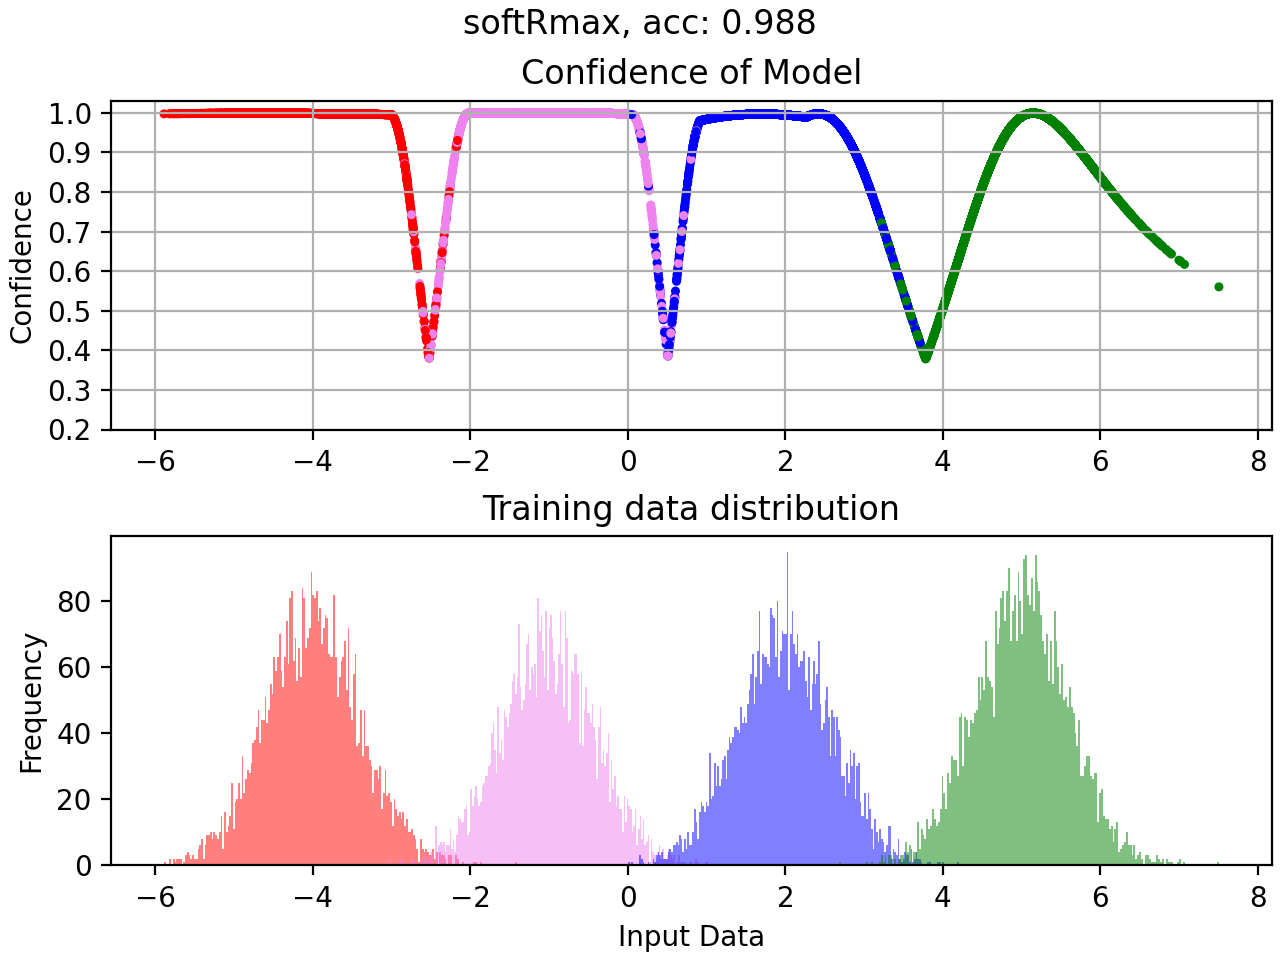 softRmax, acc: 0.988
Confidence of Model
1.0
0.9
0.8
0.7
0.6
0.5
0.4
0.3
0.2
Confidence
−6 −4 −2 0 2 4 6 8
Training data distribution
80
60
40
20
0
Frequency
−6 −4 −2 0 2 4 6 8
Input Data